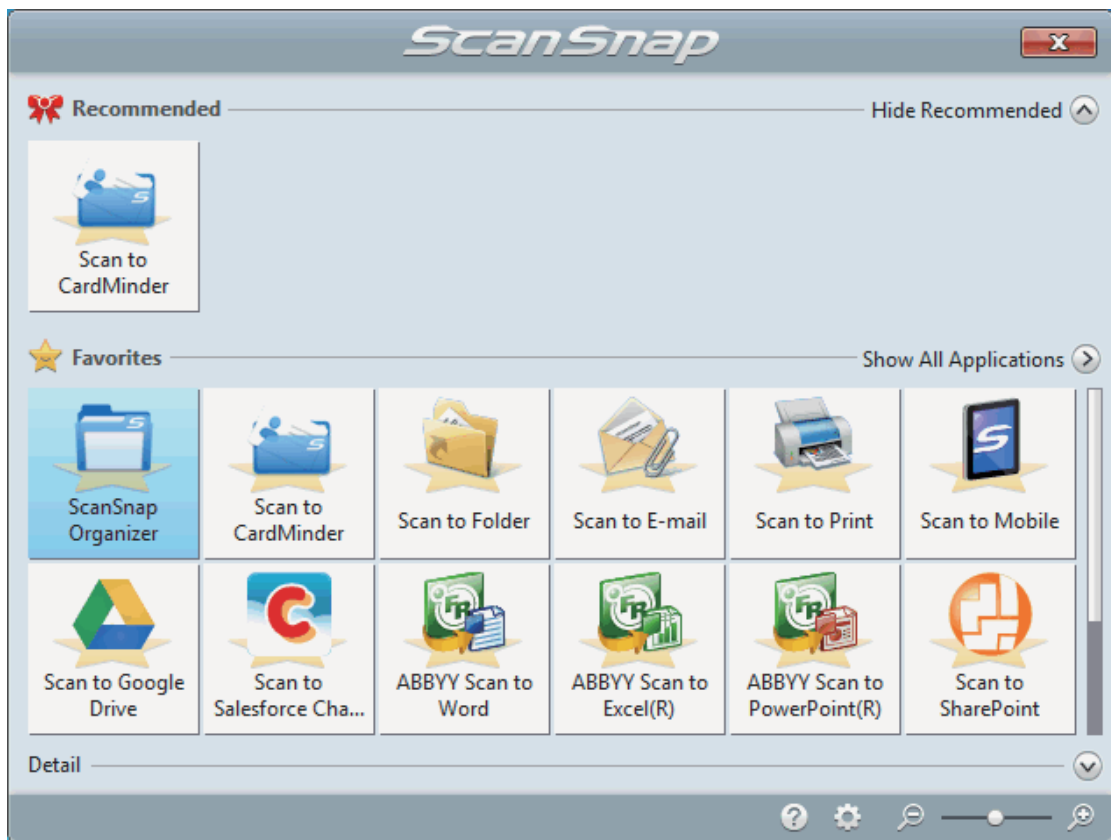 ScanSnap
Recommended
Hide Recommended
Scan to
CardMinder
Favorites
Show All Applications
ScanSnap
Organizer
Scan to
CardMinder
Scan to Folder
Scan to E-mail
Scan to Print
Scan to Mobile
Scan to Google
Drive
Scan to
Salesforce Cha...
ABBYY Scan to
Word
ABBYY Scan to
Excel(R)
ABBYY Scan to
PowerPoint(R)
Scan to
SharePoint
Detail